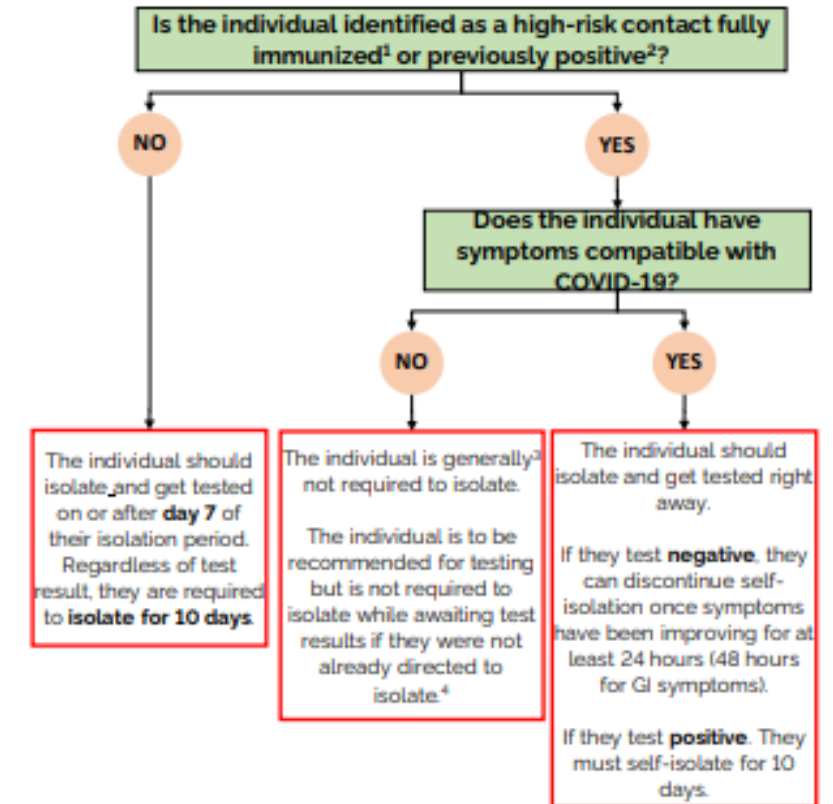 Is the individual identified as a high-risk contact fully
immunized¹ or previously positive²?
NO
YES
Does the individual have
symptoms compatible with
COVID-19?
NO
YES
The individual should
isolate and get tested
on or after day 7 of
their isolation period.
Regardless of test
result, they are required
to isolate for 10 days.
The individual is generally³
not required to isolate.
The individual is to be
recommended for testing
but is not required to
isolate while awaiting test
results if they were not
already directed to
isolate.⁴
The individual should
isolate and get tested right
away.
If they test negative, they
can discontinue self-
isolation once symptoms
have been improving for at
least 24 hours (48 hours
for GI symptoms).
If they test positive. They
must self-isolate for 10
days.